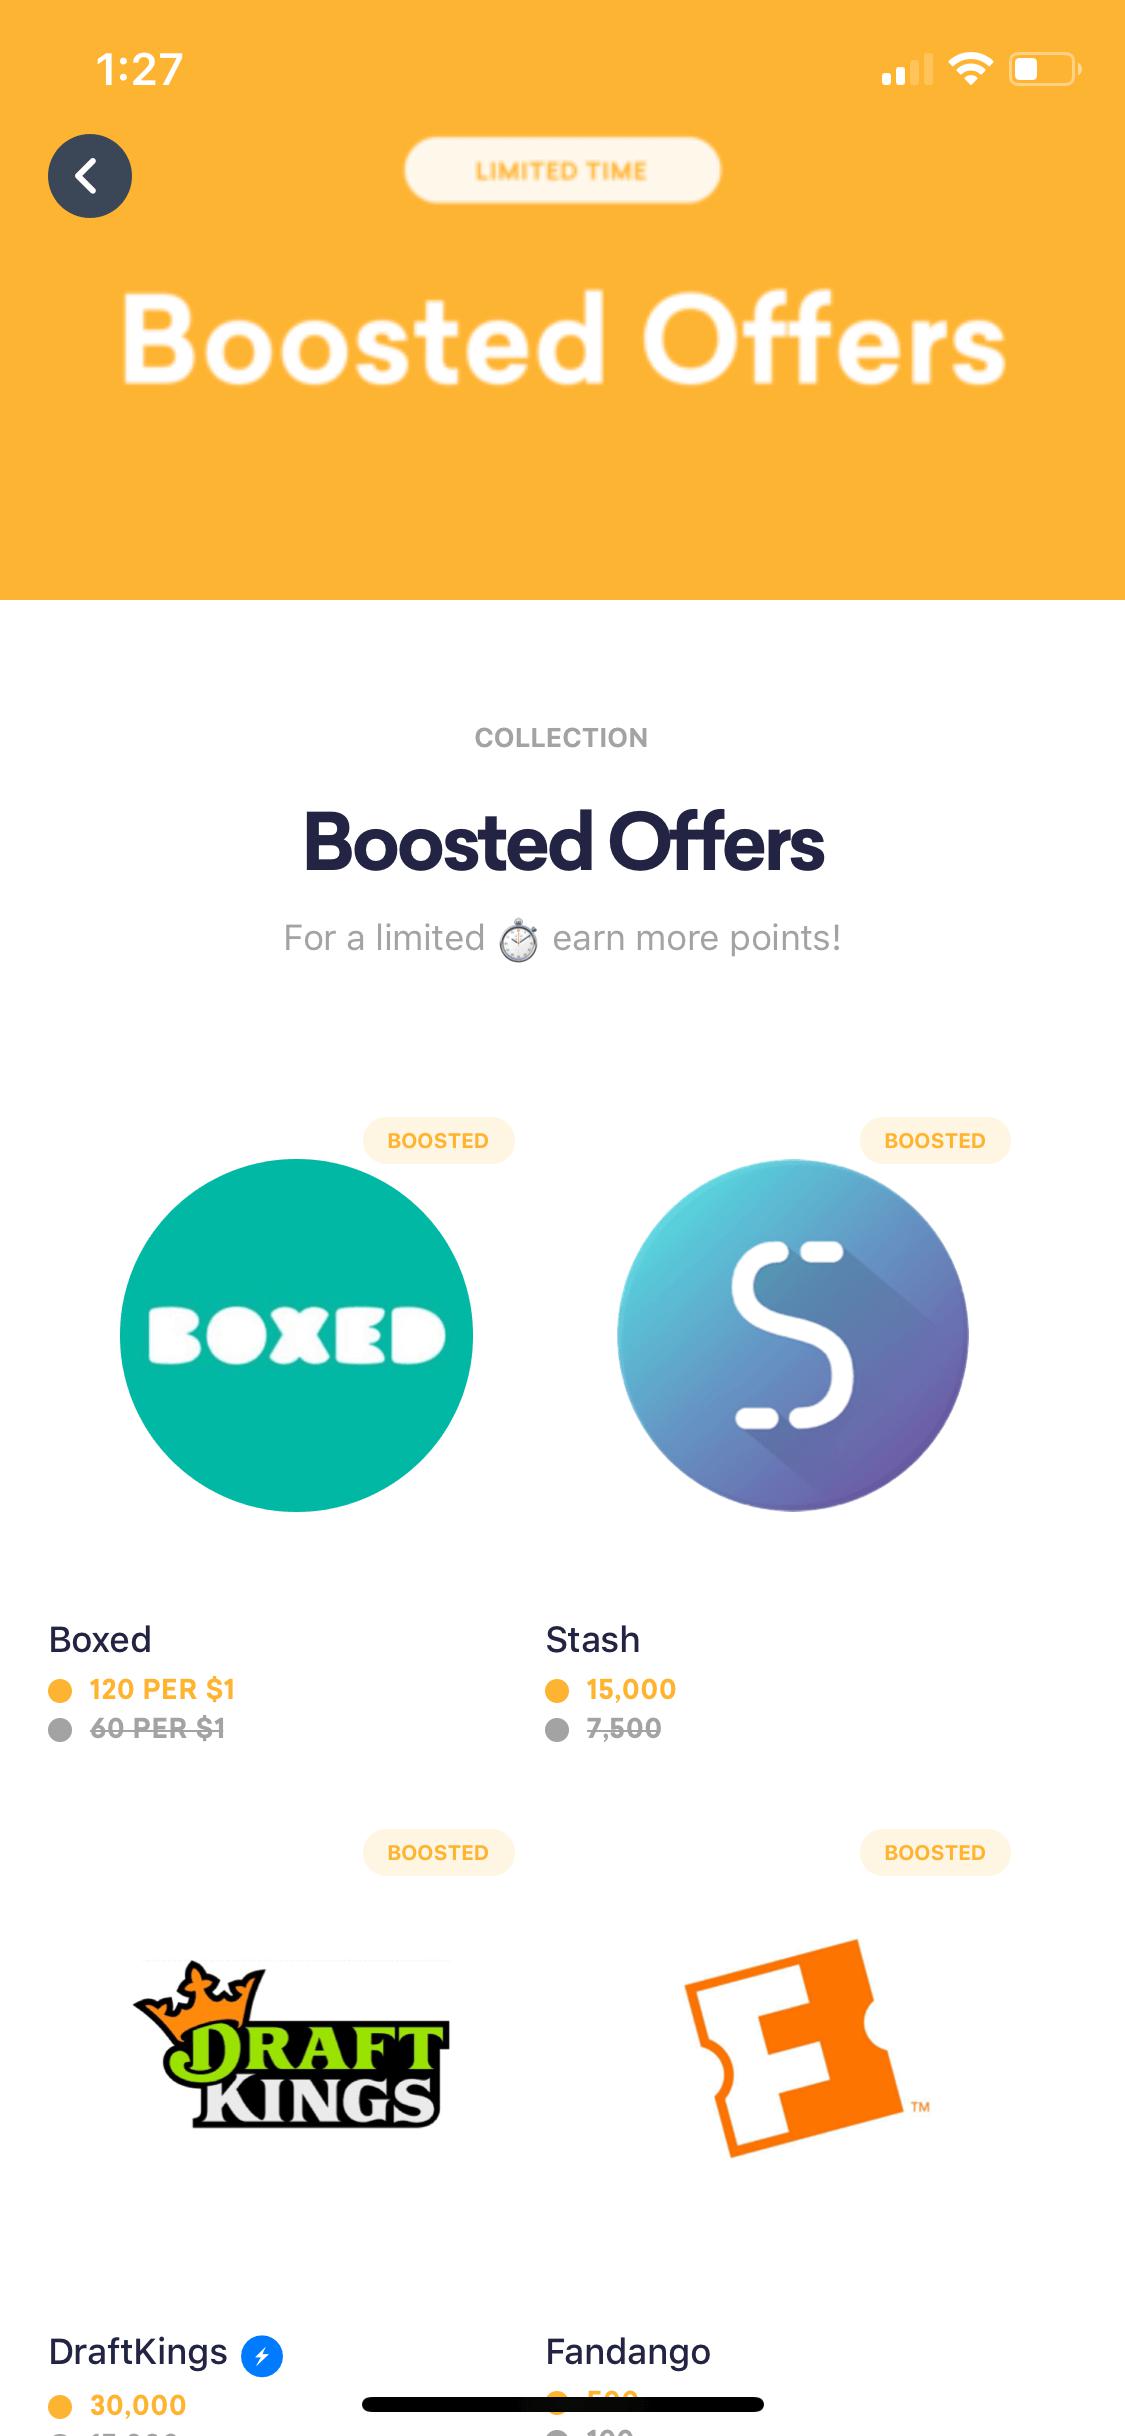 1:27
LIMITED TIME
Boosted Offers
COLLECTION
Boosted Offers
For a limited ⏱ earn more points!
BOOSTED
BOOSTED
BOXED
S
Boxed
Stash
120 PER $1
15,000
60 PER $1
7,500
BOOSTED
BOOSTED
DRAFT
KINGS
F
TM
DraftKings
Fandango
30,000